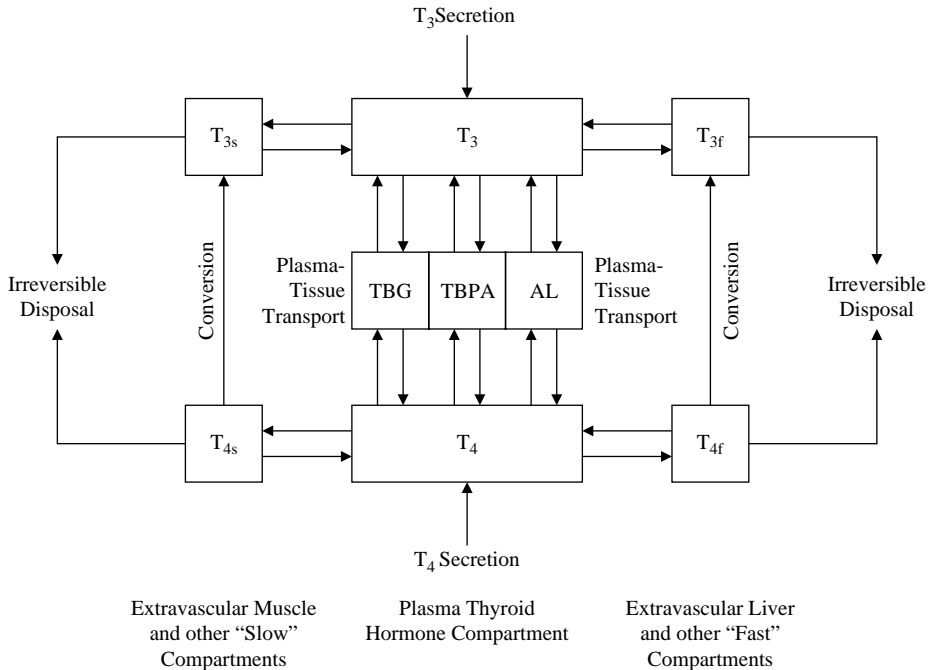 T₃Secretion
T₃s
T₃
T₃f
Irreversible
Disposal
Conversion
Plasma-
Tissue
Transport
TBG
TBPA
AL
Plasma-
Tissue
Transport
Conversion
Irreversible
Disposal
T₄s
T₄
T₄f
T₄ Secretion
Extravascular Muscle
and other “Slow”
Compartments
Plasma Thyroid
Hormone Compartment
Extravascular Liver
and other “Fast”
Compartments